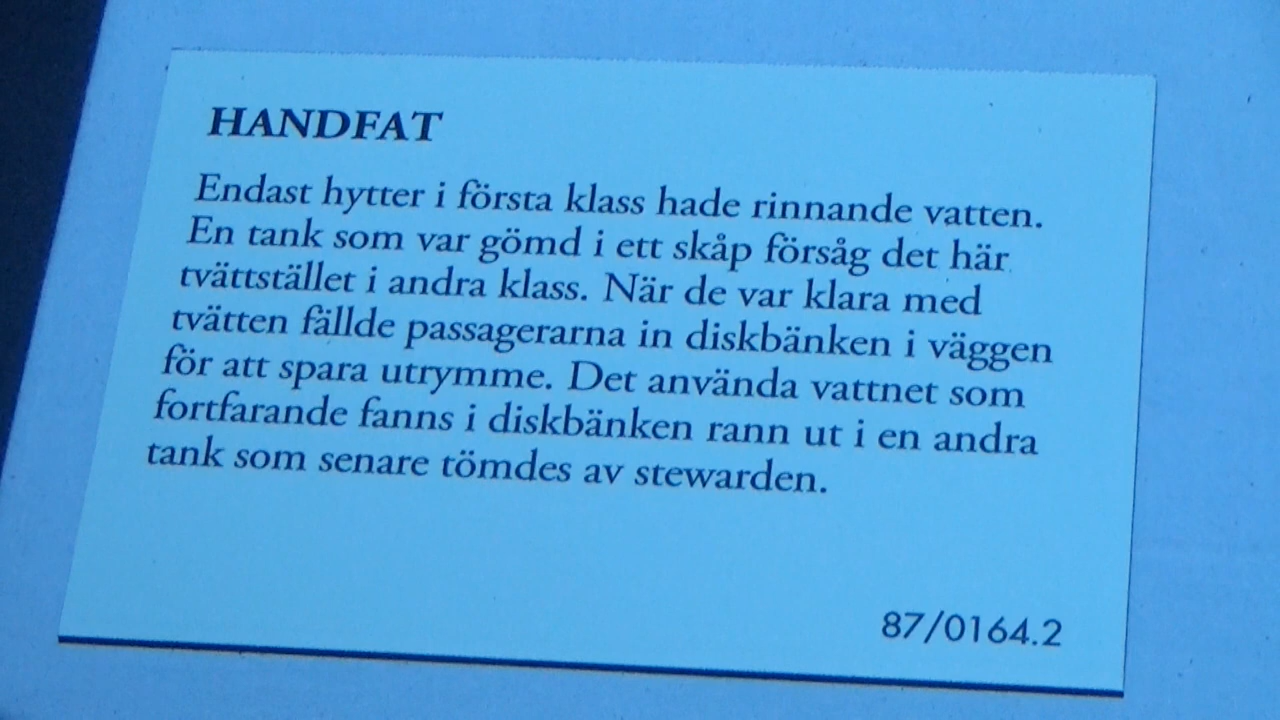 HANDFAT
Endast hytter i första klass hade rinnande vatten.
En tank som var gömd i ett skåp försåg det här
tvättstället i andra klass. När de var klara med
tvätten fällde passagerarna in diskbänken i väggen
för att spara utrymme. Det använda vattnet som
fortfarande fanns i diskbänken rann ut i en andra
tank som senare tömdes av stewarden.
87/0164.2